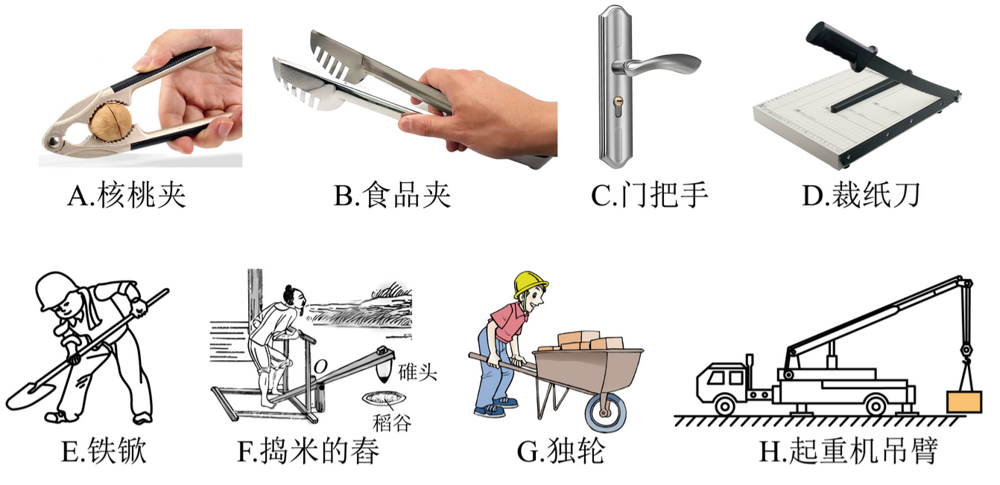 A.核桃夹
B.食品夹
C.门把手
D.裁纸刀
O
碓头
稻谷
E.铁锨
F.捣米的舂
G.独轮
H.起重机吊臂